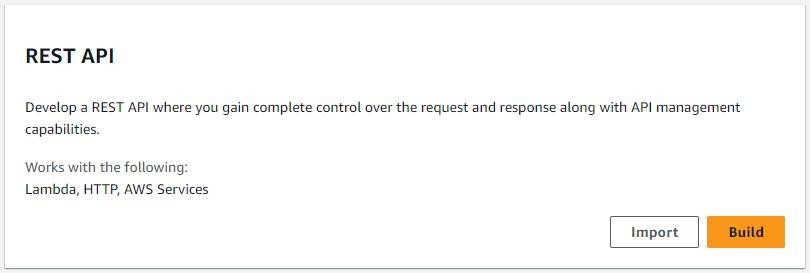 REST API
Develop a REST API where you gain complete control over the request and response along with API management
capabilities.
Works with the following:
Lambda, HTTP, AWS Services
Import
Build